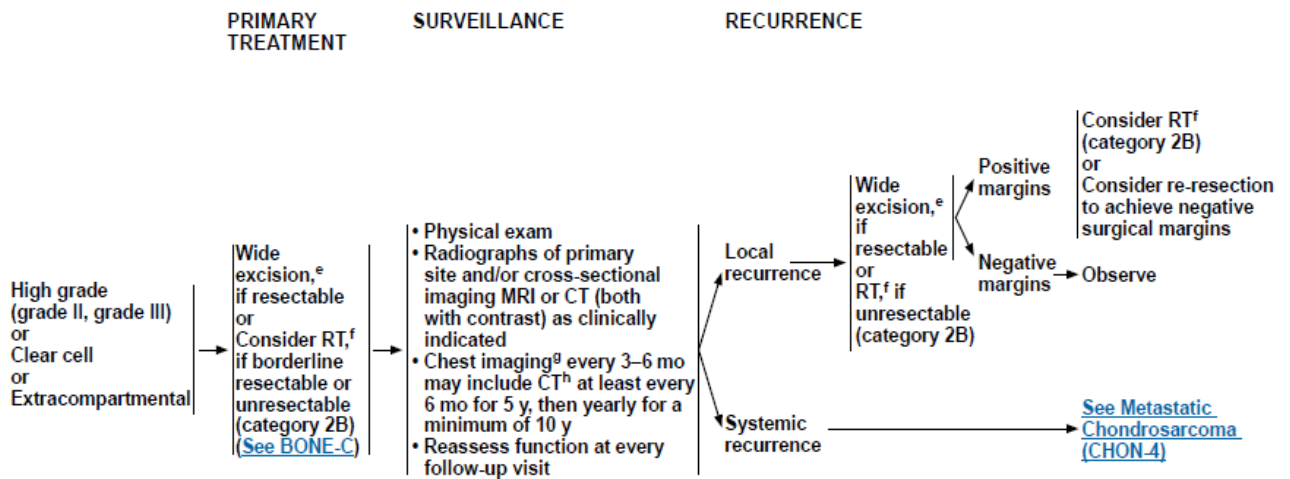 PRIMARY
TREATMENT
SURVEILLANCE
RECURRENCE
High grade
(grade II, grade III)
or
Clear cell
or
Extracompartmental
Wide
excision,e
if resectable
or
Consider RT,f
if borderline
resectable or
unresectable
(category 2B)
(See BONE-C)
• Physical exam
• Radiographs of primary
site and/or cross-sectional
imaging MRI or CT (both
with contrast) as clinically
indicated
• Chest imagingg every 3–6 mo
may include CTh at least every
6 mo for 5 y, then yearly for a
minimum of 10 y
• Reassess function at every
follow-up visit
Local
recurrence
Wide
excision,e
if
resectable
or
RT,f if
unresectable
(category 2B)
Positive
margins
Consider RTf
(category 2B)
or
Consider re-resection
to achieve negative
surgical margins
Negative
margins
Observe
Systemic
recurrence
See Metastatic
Chondrosarcoma
(CHON-4)